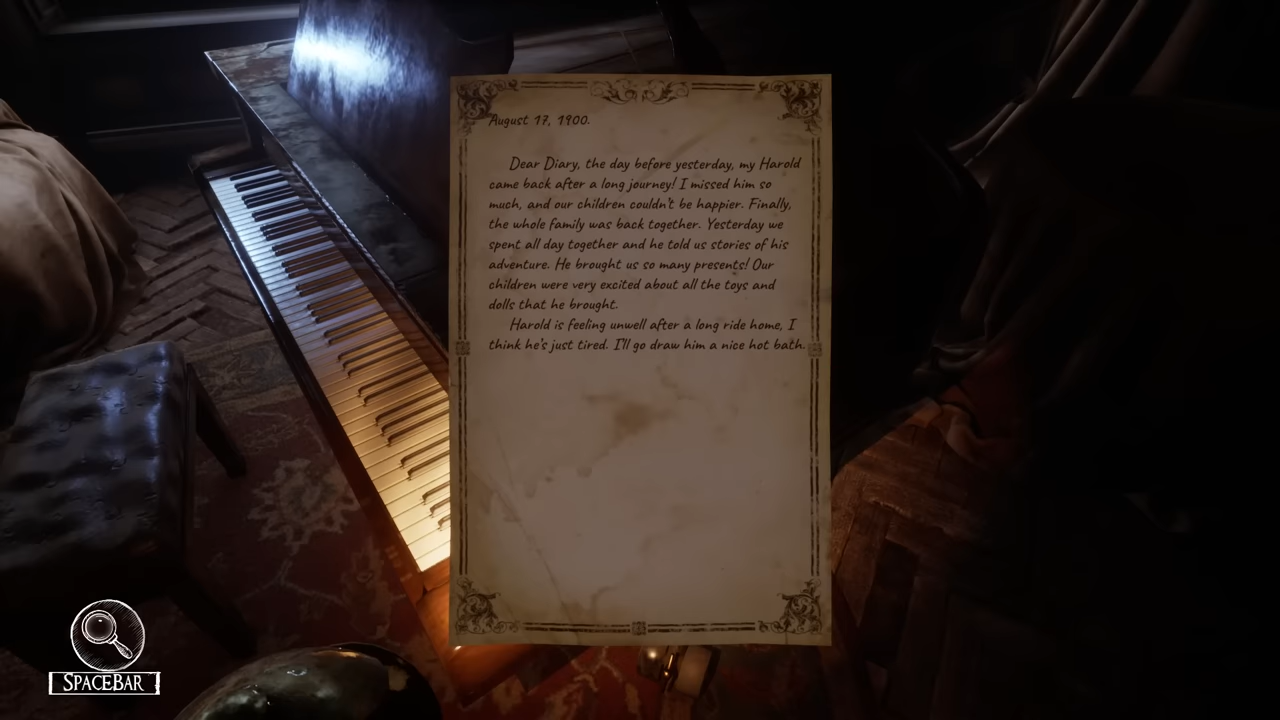 August 17, 1900.
Dear Diary, the day before yesterday, my Harold
came back after a long journey! I missed him so
much, and our children couldn't be happier. Finally,
the whole family was back together. Yesterday we
spent all day together and he told us stories of his
adventure. He brought us so many presents! Our
children were very excited about all the toys and
dolls that he brought.
Harold is feeling unwell after a long ride home, I
think he's just tired. I'll go draw him a nice hot bath.
SPACEBAR